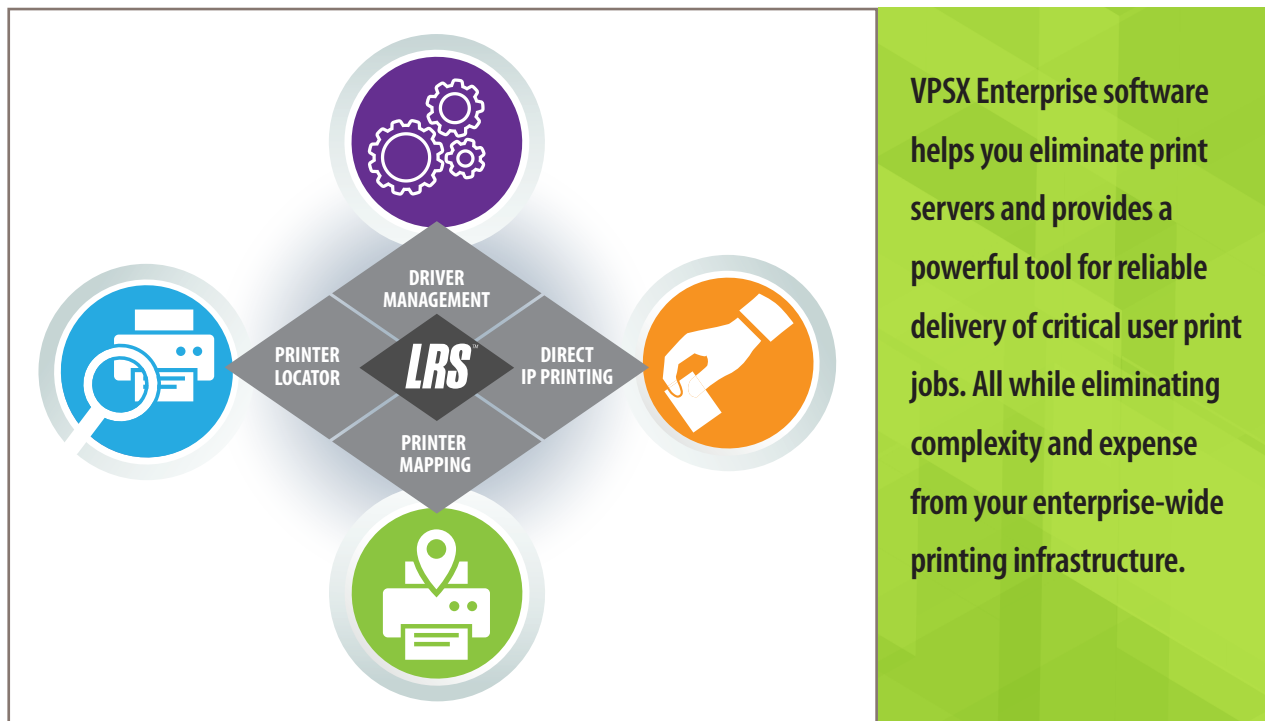 DRIVER
MANAGEMENT
PRINTER
LOCATOR
LRS™
DIRECT
IP PRINTING
PRINTER
MAPPING
VPSX Enterprise software
helps you eliminate print
servers and provides a
powerful tool for reliable
delivery of critical user print
jobs. All while eliminating
complexity and expense
from your enterprise-wide
printing infrastructure.